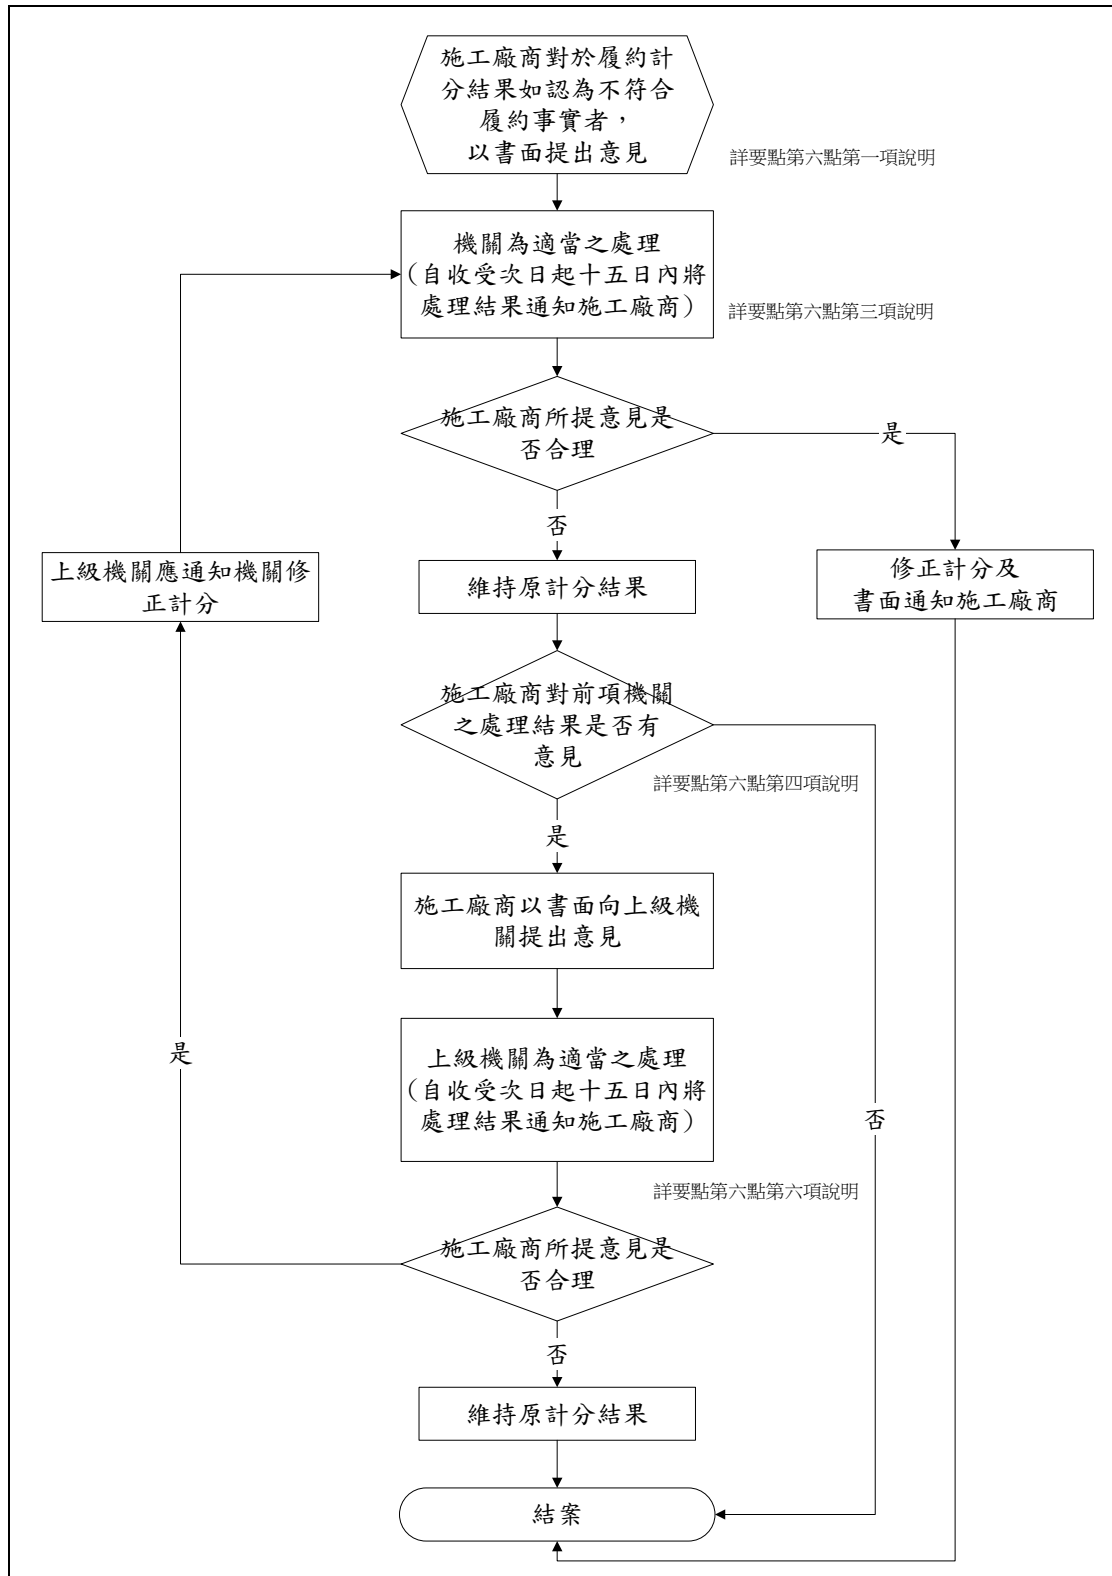 施工廠商對於履約計
分結果如認為不符合
履約事實者，
以書面提出意見
詳要點第六點第一項說明
機關為適當之處理
（自收受次日起十五日內將
處理結果通知施工廠商）
詳要點第六點第三項說明
施工廠商所提意見是
否合理
是
否
上級機關應通知機關修
正計分
維持原計分結果
修正計分及
書面通知施工廠商
施工廠商對前項機關
之處理結果是否有
意見
詳要點第六點第四項說明
是
施工廠商以書面向上級機
關提出意見
上級機關為適當之處理
（自收受次日起十五日內將
處理結果通知施工廠商）
是
否
詳要點第六點第六項說明
施工廠商所提意見是
否合理
否
維持原計分結果
結案